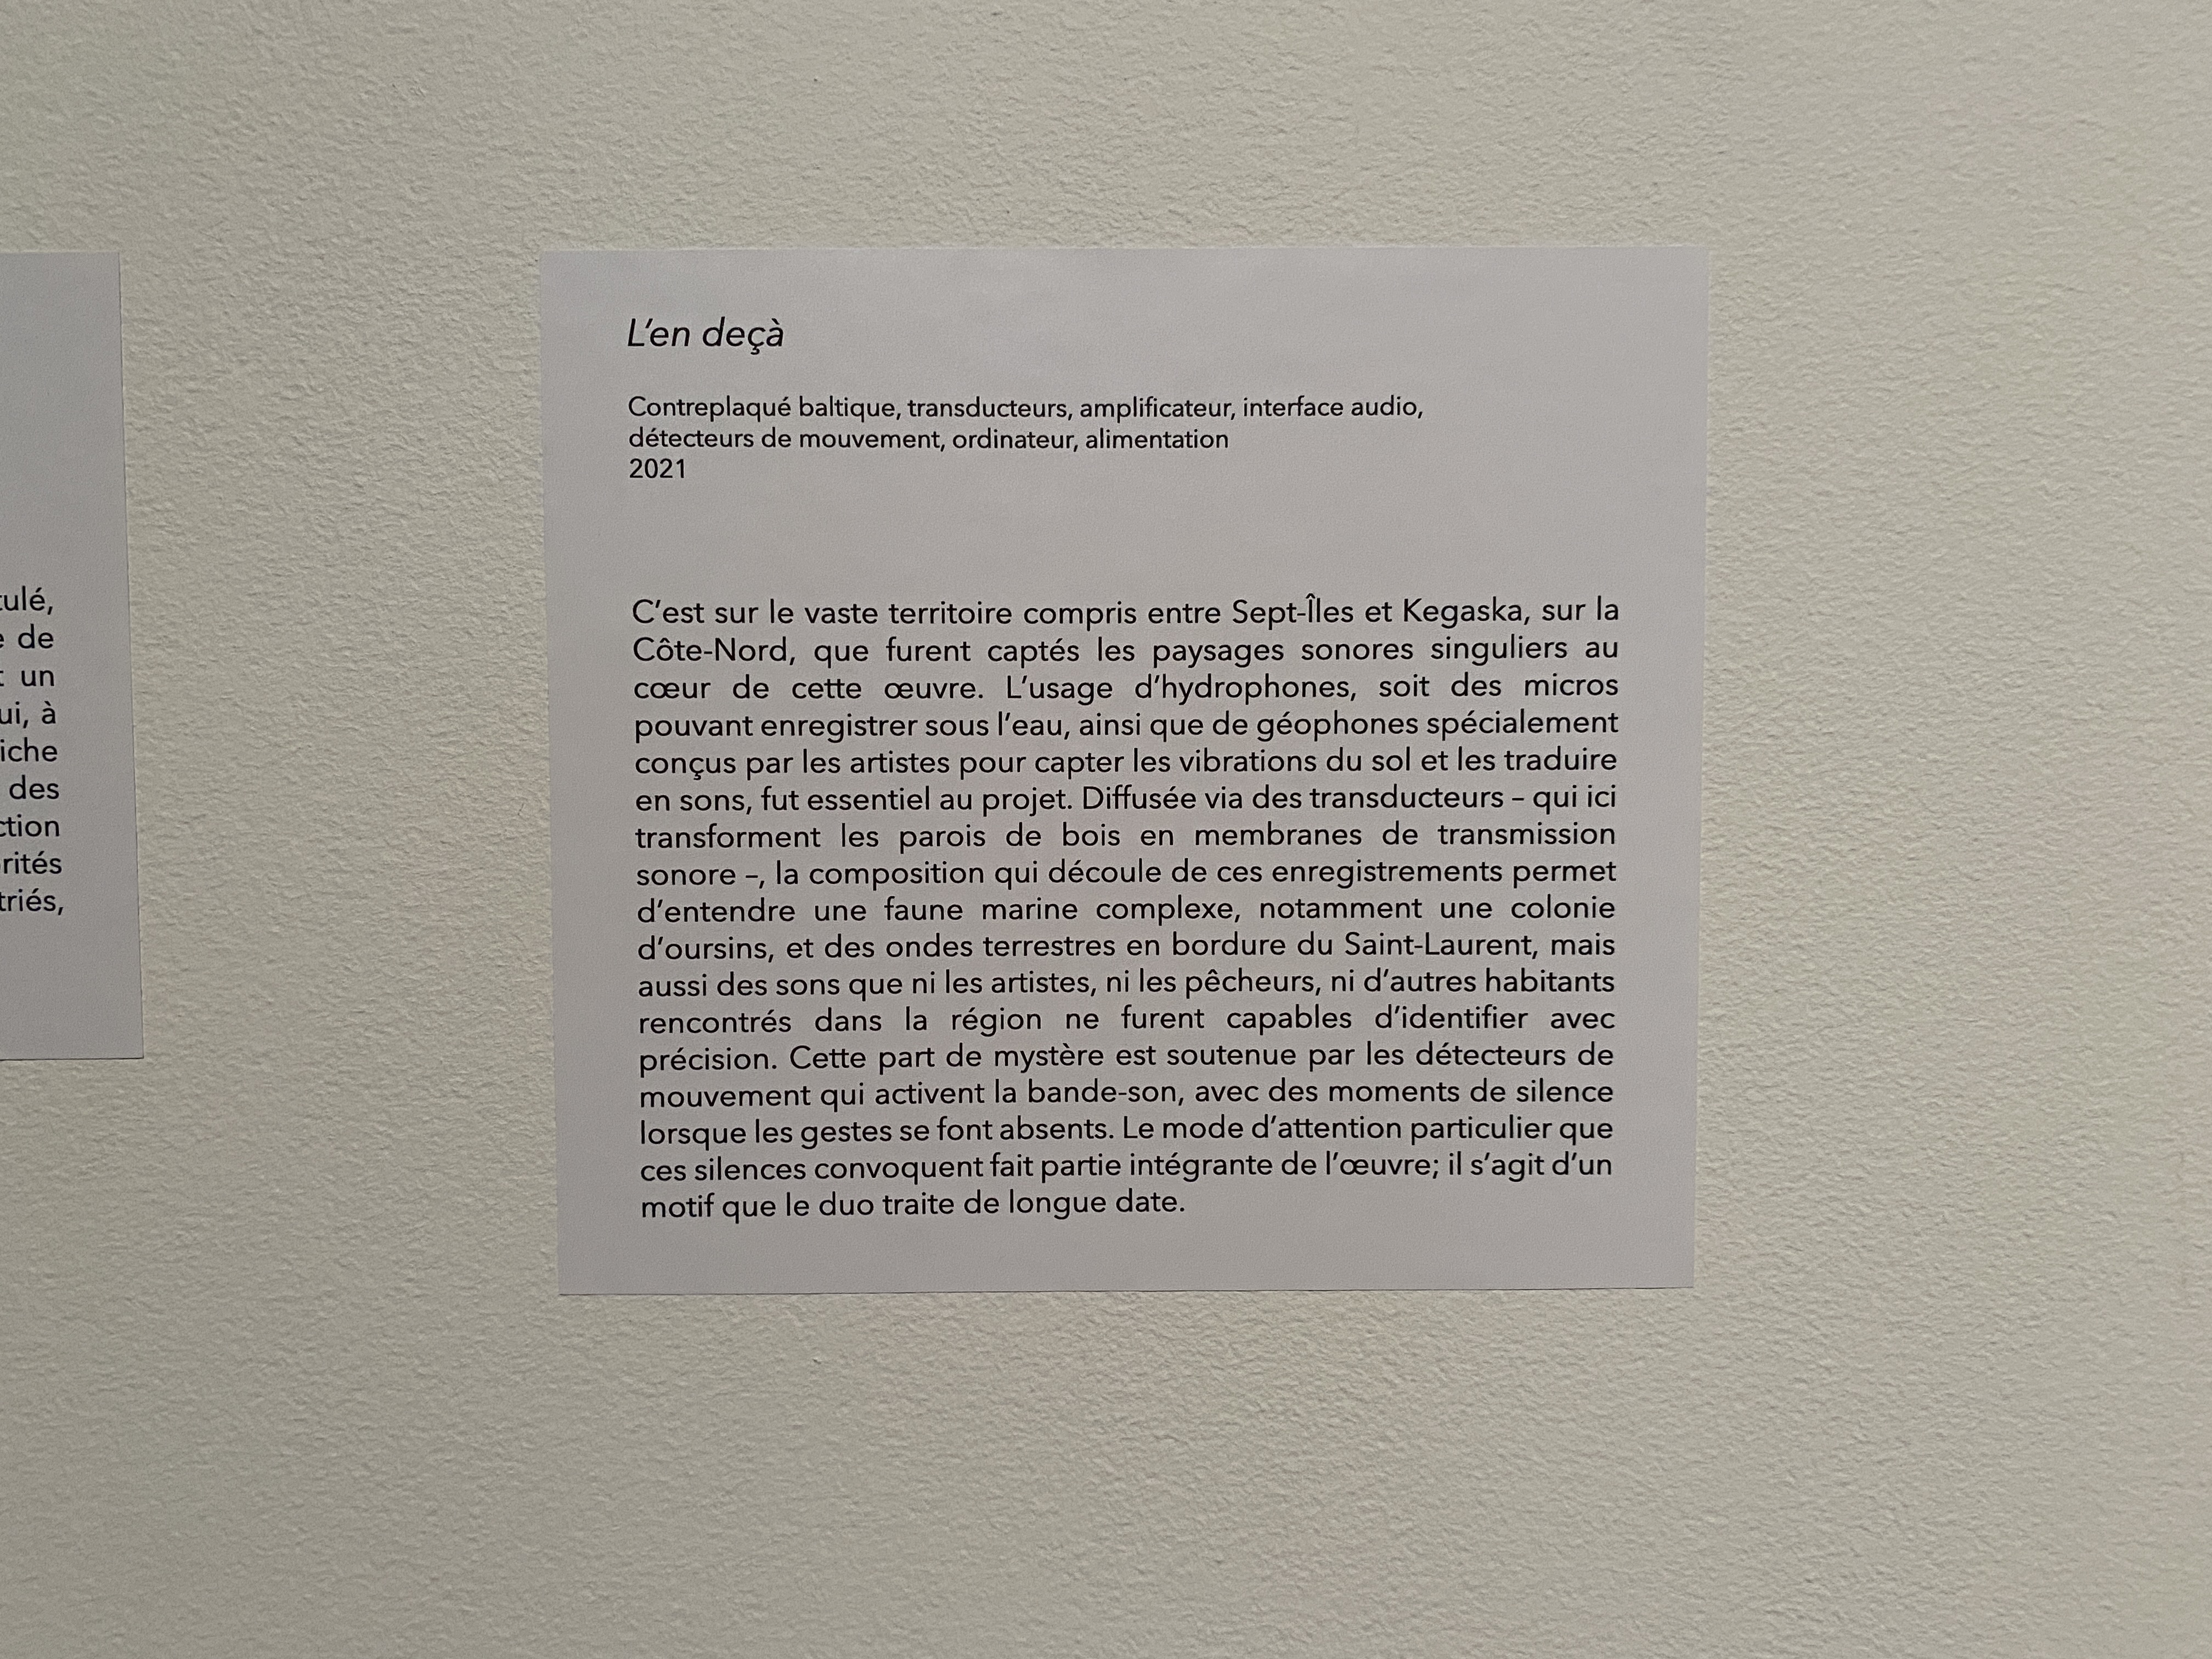 tulé,
e de
t un
ui, à
iche
des
ction
rités
triés,
L'en deçà
Contreplaqué baltique, transducteurs, amplificateur, interface audio,
détecteurs de mouvement, ordinateur, alimentation
2021
C'est sur le vaste territoire compris entre Sept-Îles et Kegaska, sur la
Côte-Nord, que furent captés les paysages sonores singuliers au
cœur de cette œuvre. L'usage d'hydrophones, soit des micros
pouvant enregistrer sous l'eau, ainsi que de géophones spécialement
conçus par les artistes pour capter les vibrations du sol et les traduire
en sons, fut essentiel au projet. Diffusée via des transducteurs – qui ici
transforment les parois de bois en membranes de transmission
sonore –, la composition qui découle de ces enregistrements permet
d'entendre une faune marine complexe, notamment une colonie
d'oursins, et des ondes terrestres en bordure du Saint-Laurent, mais
aussi des sons que ni les artistes, ni les pêcheurs, ni d'autres habitants
rencontrés dans la région ne furent capables d'identifier avec
précision. Cette part de mystère est soutenue par les détecteurs de
mouvement qui activent la bande-son, avec des moments de silence
lorsque les gestes se font absents. Le mode d'attention particulier que
ces silences convoquent fait partie intégrante de l'œuvre; il s'agit d'un
motif que le duo traite de longue date.